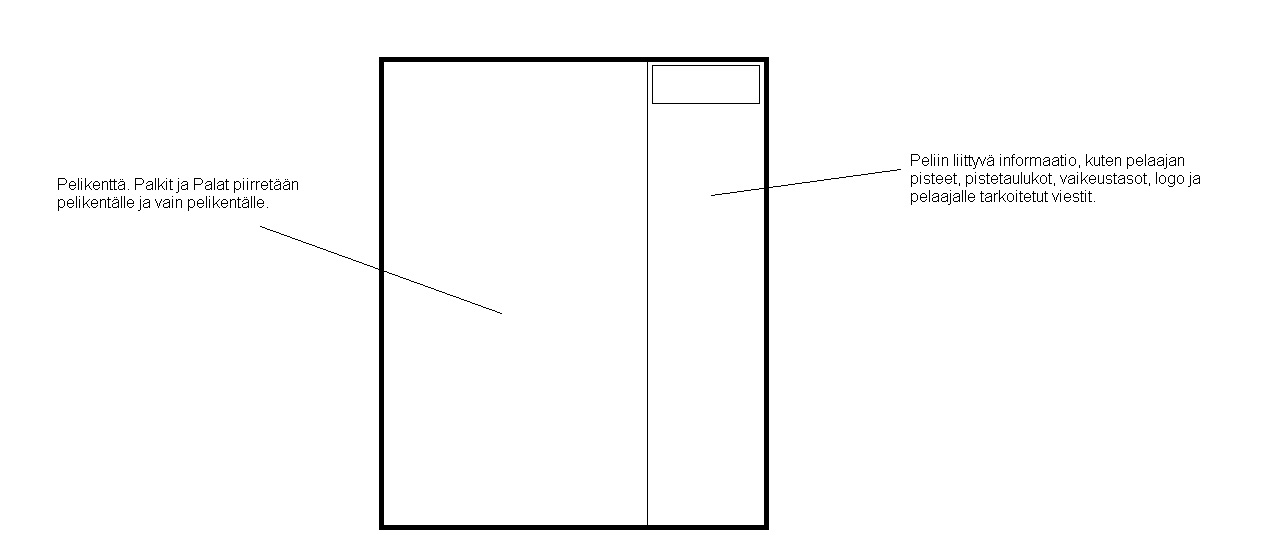 Pelikenttä. Palkit ja Palat piirretään
pelikentälle ja vain pelikentälle.
Peliin liittyvä informaatio, kuten pelaajan
pisteet, pistetaulukot, vaikeustasot, logo ja
pelaajalle tarkoitetut viestit.